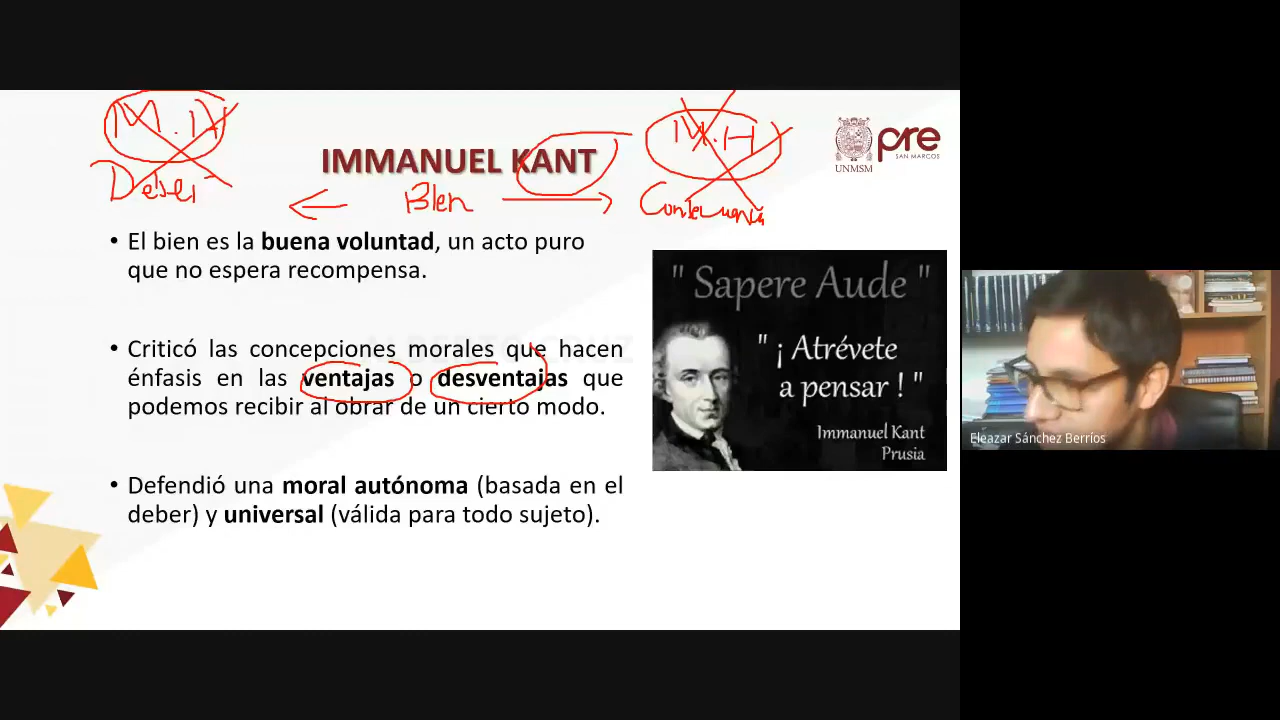 M.H
Deber
M.H
IMMANUEL KANT
Bien
pre
SAN MARCOS
UNMSM
• El bien es la buena voluntad, un acto puro
que no espera recompensa.
• Criticó las concepciones morales que hacen
énfasis en las ventajas o desventajas que
podemos recibir al obrar de un cierto modo.
• Defendió una moral autónoma (basada en el
deber) y universal (válida para todo sujeto).
" Sapere Aude "
" ¡ Atrévete
a pensar ! "
Immanuel Kant
Prusia
Eleazar Sánchez Berríos